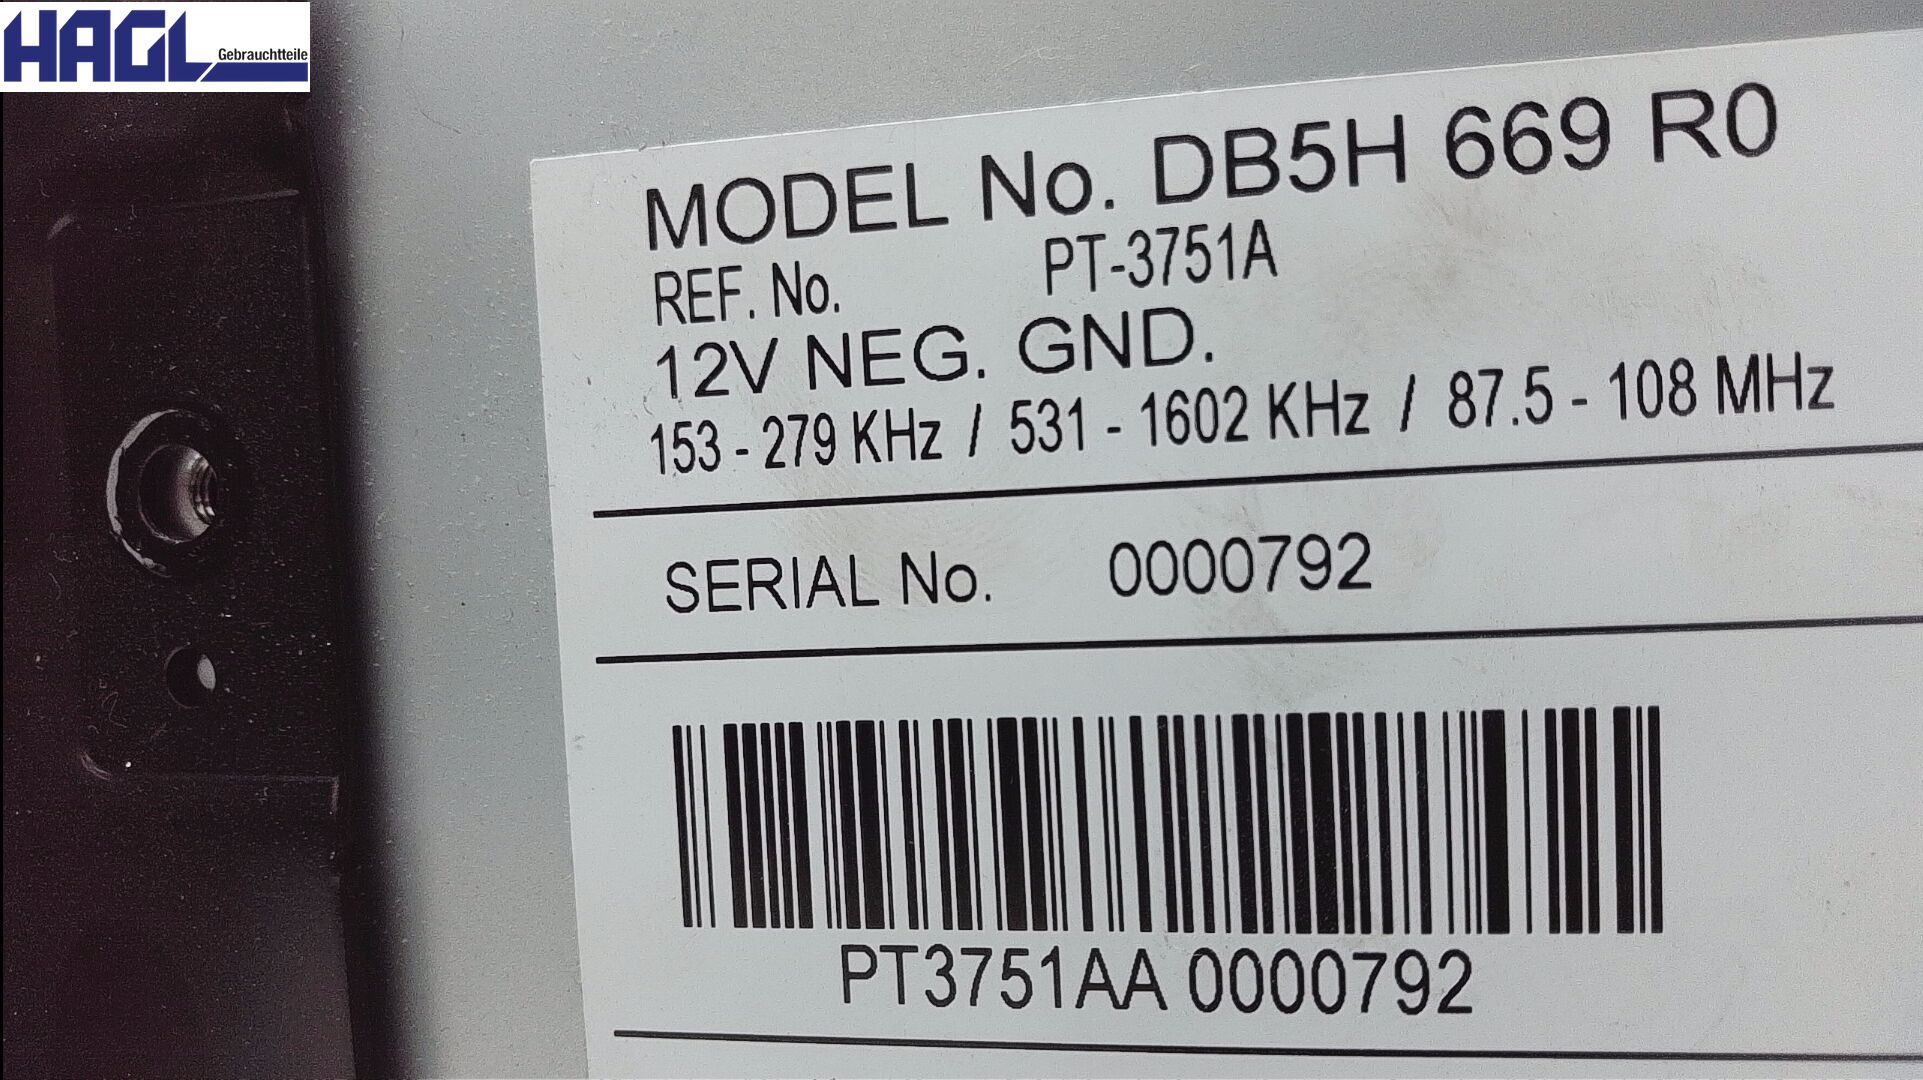 HAGL Gebrauchtteile
MODEL No. DB5H 669 R0
REF. No. PT-3751A
12V NEG. GND.
153 - 279 KHz / 531 - 1602 KHz / 87.5 - 108 MHz
SERIAL No. 0000792
PT3751AA 0000792